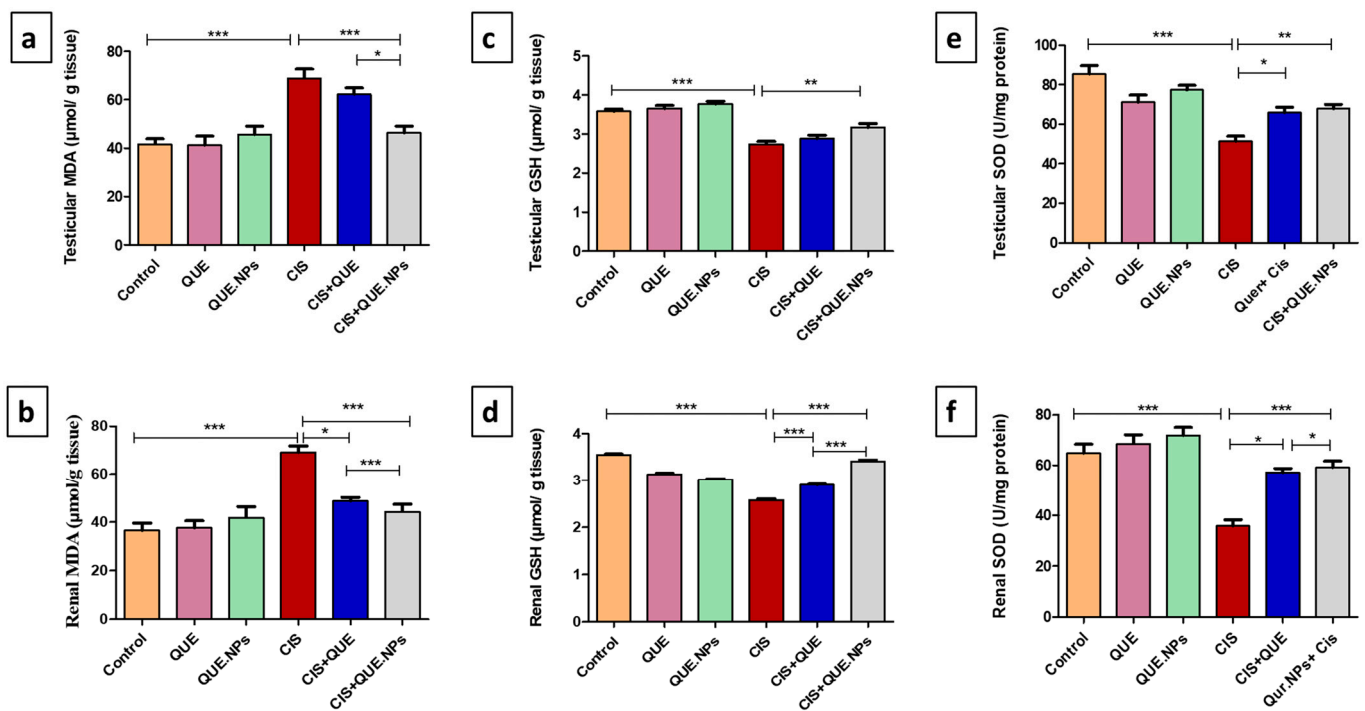 a
***
***
*
Testicular MDA (µmol/ g tissue)
80
60
40
20
0
Control
QUE
QUE.NPs
CIS
CIS+QUE
CIS+QUE.NPs
c
***
**
Testicular GSH (µmol/ g tissue)
5
4
3
2
1
0
Control
QUE
QUE.NPs
CIS
CIS+QUE
CIS+QUE.NPs
e
***
**
*
Testicular SOD (U/mg protein)
100
80
60
40
20
0
Control
QUE
QUE.NPs
CIS
Quer+ Cis
CIS+QUE.NPs
b
***
***
*
***
Renal MDA (µmol/g tissue)
80
60
40
20
0
Control
QUE
QUE.NPs
CIS
CIS+QUE
CIS+QUE.NPs
d
***
***
***
***
Renal GSH (µmol/ g tissue)
4
3
2
1
0
Control
QUE
QUE.NPs
CIS
CIS+QUE
CIS+QUE.NPs
f
***
***
*
*
Renal SOD (U/mg protein)
80
60
40
20
0
Control
QUE
QUE.NPs
CIS
CIS+QUE
Qur.NPs+ Cis